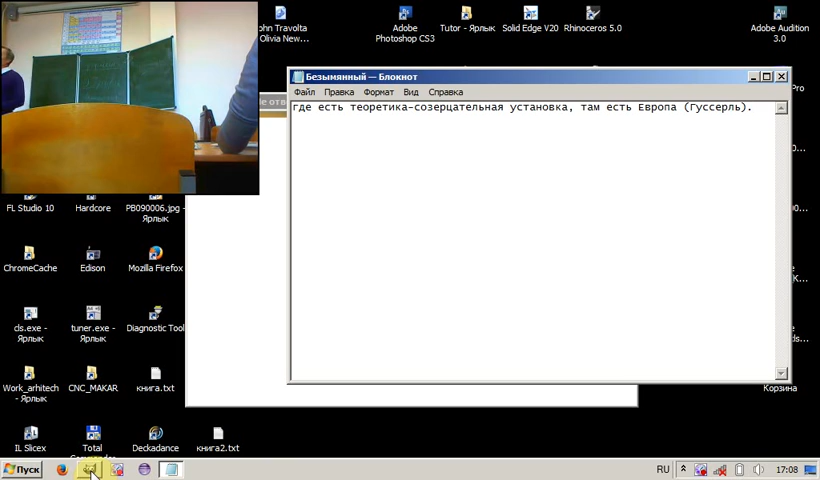 ohn Travolta
Olivia New...
Adobe
Photoshop CS3
Tutor - Ярлык
Solid Edge V20
Rhinoceros 5.0
Adobe Audition
3.0
Безымянный — Блокнот
Файл Правка Формат Вид Справка
где есть теоретика-созерцательная установка, там есть Европа (Гуссерль).
FL Studio 10
Hardcore
PB090006.jpg -
Ярлык
ChromeCache
Edison
Mozilla Firefox
cls.exe -
Ярлык
tuner.exe -
Ярлык
Diagnostic Tool
Work_arhitech
- Ярлык
CNC_MAKAR
книга.txt
Корзина
IL Slicex
Total
Deckadance
книга2.txt
Пуск
RU
17:08